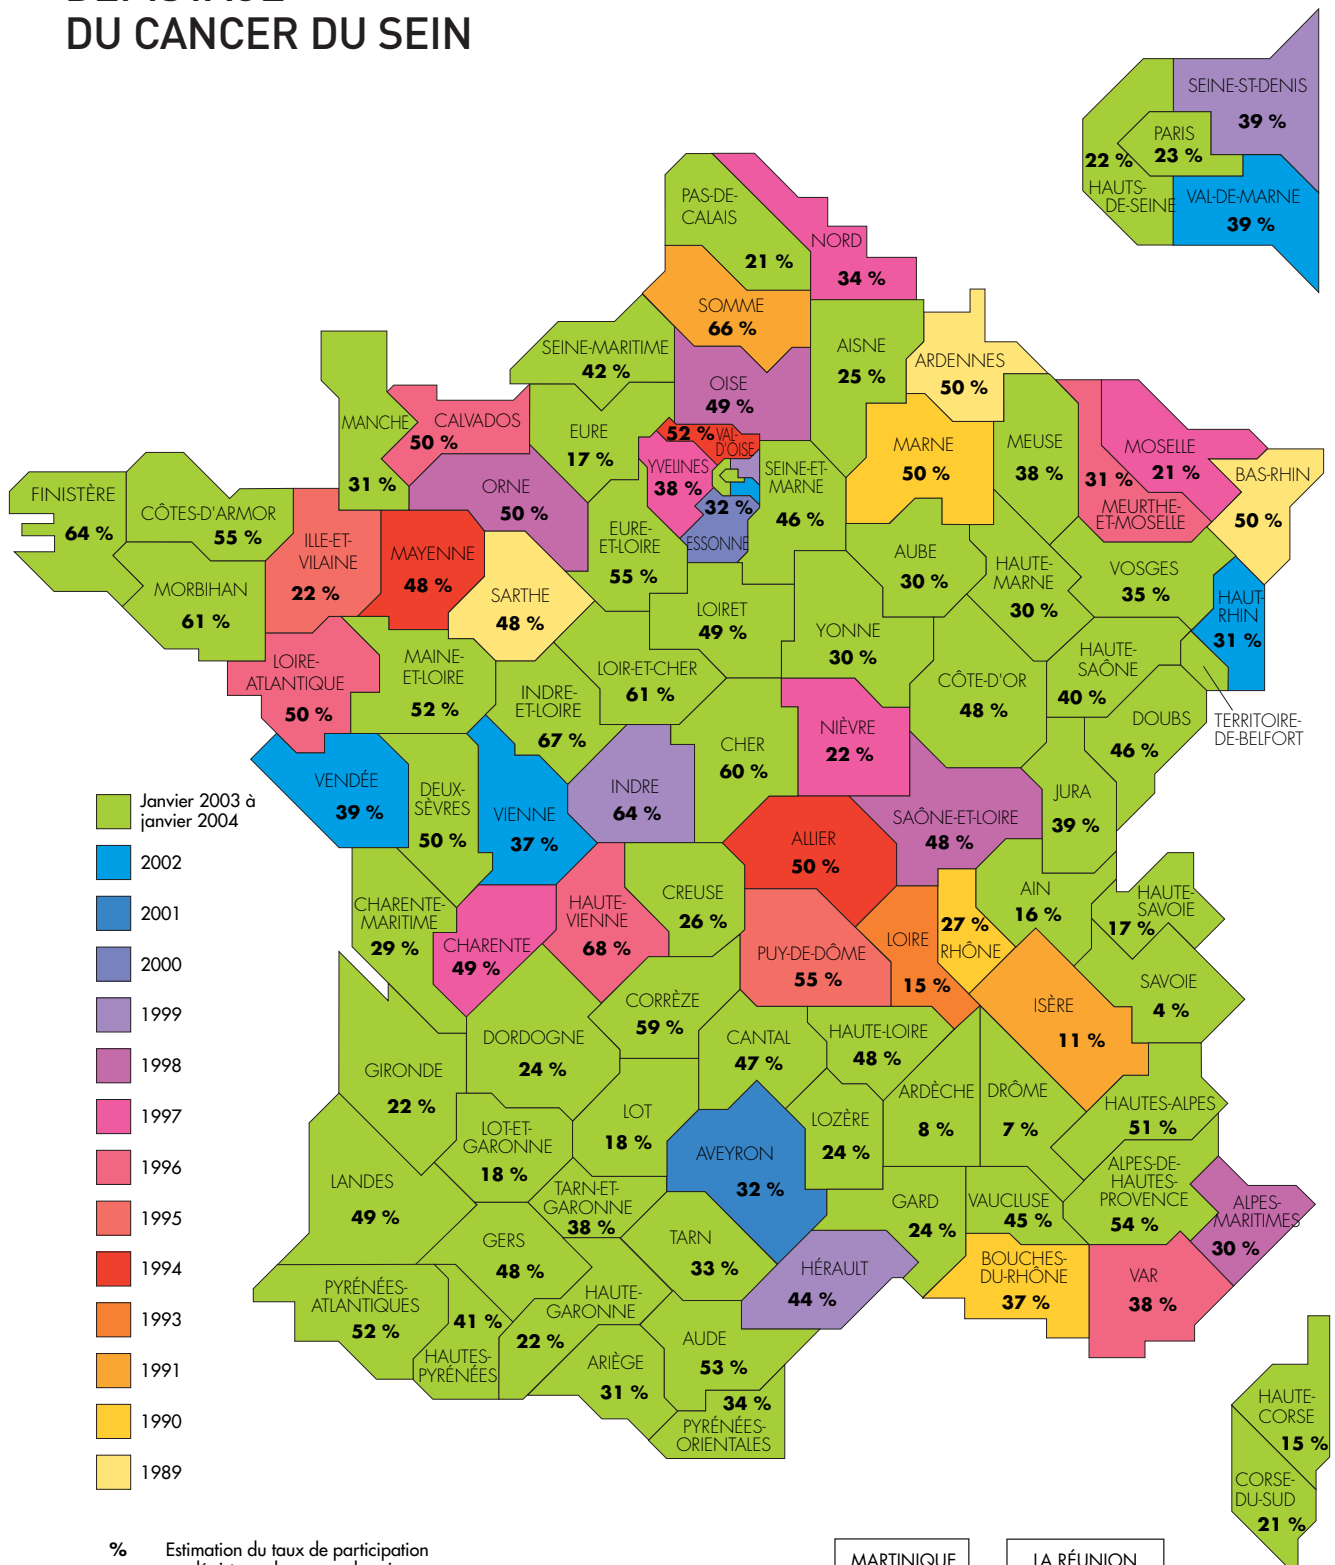 DU CANCER DU SEIN
SEINE-ST-DENIS
39 %
PARIS
23 %
22 %
HAUTS-
DE-SEINE
VAL-DE-MARNE
39 %
PAS-DE-
CALAIS
21 %
NORD
34 %
SOMME
66 %
SEINE-MARITIME
42 %
OISE
49 %
AISNE
25 %
ARDENNES
50 %
MANCHE
31 %
CALVADOS
50 %
EURE
17 %
52 %
VAL-
D'OISE
YVELINES
38 %
32 %
ESSONNE
SEINE-ET-
MARNE
46 %
MARNE
50 %
MEUSE
38 %
31 %
MEURTHE-
ET-MOSELLE
MOSELLE
21 %
BAS-RHIN
50 %
FINISTÈRE
64 %
CÔTES-D'ARMOR
55 %
MORBIHAN
61 %
ILLE-ET-
VILAINE
22 %
MAYENNE
48 %
ORNE
50 %
SARTHE
48 %
EURE-
ET-LOIRE
55 %
LOIRET
49 %
AUBE
30 %
HAUTE-
MARNE
30 %
VOSGES
35 %
HAUT-
RHIN
31 %
LOIRE-
ATLANTIQUE
50 %
MAINE-
ET-LOIRE
52 %
INDRE-
ET-LOIRE
67 %
LOIR-ET-CHER
61 %
YONNE
30 %
CÔTE-D'OR
48 %
HAUTE-
SAÔNE
40 %
DOUBS
46 %
TERRITOIRE-
DE-BELFORT
VENDÉE
39 %
DEUX-
SÈVRES
50 %
VIENNE
37 %
INDRE
64 %
CHER
60 %
NIÈVRE
22 %
SAÔNE-ET-LOIRE
48 %
JURA
39 %
ALLIER
50 %
CHARENTE-
MARITIME
29 %
CHARENTE
49 %
HAUTE-
VIENNE
68 %
CREUSE
26 %
PUY-DE-DÔME
55 %
LOIRE
15 %
27 %
RHÔNE
AIN
16 %
HAUTE-
SAVOIE
17 %
SAVOIE
4 %
ISÈRE
11 %
CORRÈZE
59 %
DORDOGNE
24 %
CANTAL
47 %
HAUTE-LOIRE
48 %
GIRONDE
22 %
LOT-ET-
GARONNE
18 %
LOT
18 %
AVEYRON
32 %
LOZÈRE
24 %
ARDÈCHE
8 %
DRÔME
7 %
HAUTES-ALPES
51 %
LANDES
49 %
TARN-ET-
GARONNE
38 %
GERS
48 %
TARN
33 %
GARD
24 %
VAUCLUSE
45 %
ALPES-DE-
HAUTES-
PROVENCE
54 %
ALPES-
MARITIMES
30 %
HÉRAULT
44 %
BOUCHES-
DU-RHÔNE
37 %
VAR
38 %
PYRÉNÉES-
ATLANTIQUES
52 %
41 %
HAUTES-
PYRÉNÉES
HAUTE-
GARONNE
22 %
ARIÈGE
31 %
AUDE
53 %
34 %
PYRÉNÉES-
ORIENTALES
HAUTE-
CORSE
15 %
CORSE-
DU-SUD
21 %
Janvier 2003 à
janvier 2004
2002
2001
2000
1999
1998
1997
1996
1995
1994
1993
1991
1990
1989
% Estimation du taux de participation
MARTINIQUE
LA RÉUNION